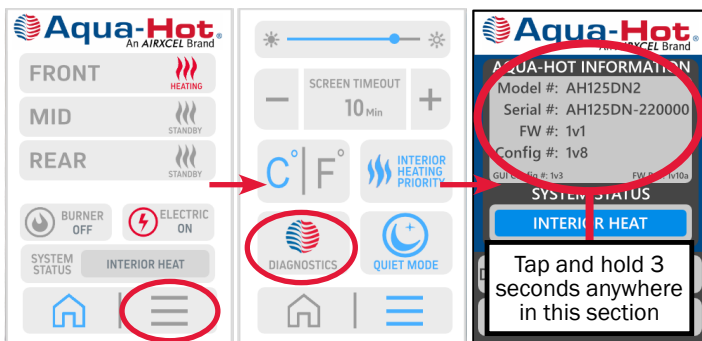 Aqua-Hot®
An AIRXCEL Brand
FRONT
HEATING
MID
STANDBY
REAR
STANDBY
BURNER
OFF
ELECTRIC
ON
SYSTEM
STATUS
INTERIOR HEAT
SCREEN TIMEOUT
10 Min
C° F°
INTERIOR
HEATING
PRIORITY
DIAGNOSTICS
QUIET MODE
Aqua-Hot®
An AIRXCEL Brand
AQUA-HOT INFORMATION
Model #: AH125DN2
Serial #: AH125DN-220000
FW #: 1v1
Config #: 1v8
GUI Config #: 1v3
1v10a
SYSTEM STATUS
INTERIOR HEAT
Tap and hold 3
seconds anywhere
in this section